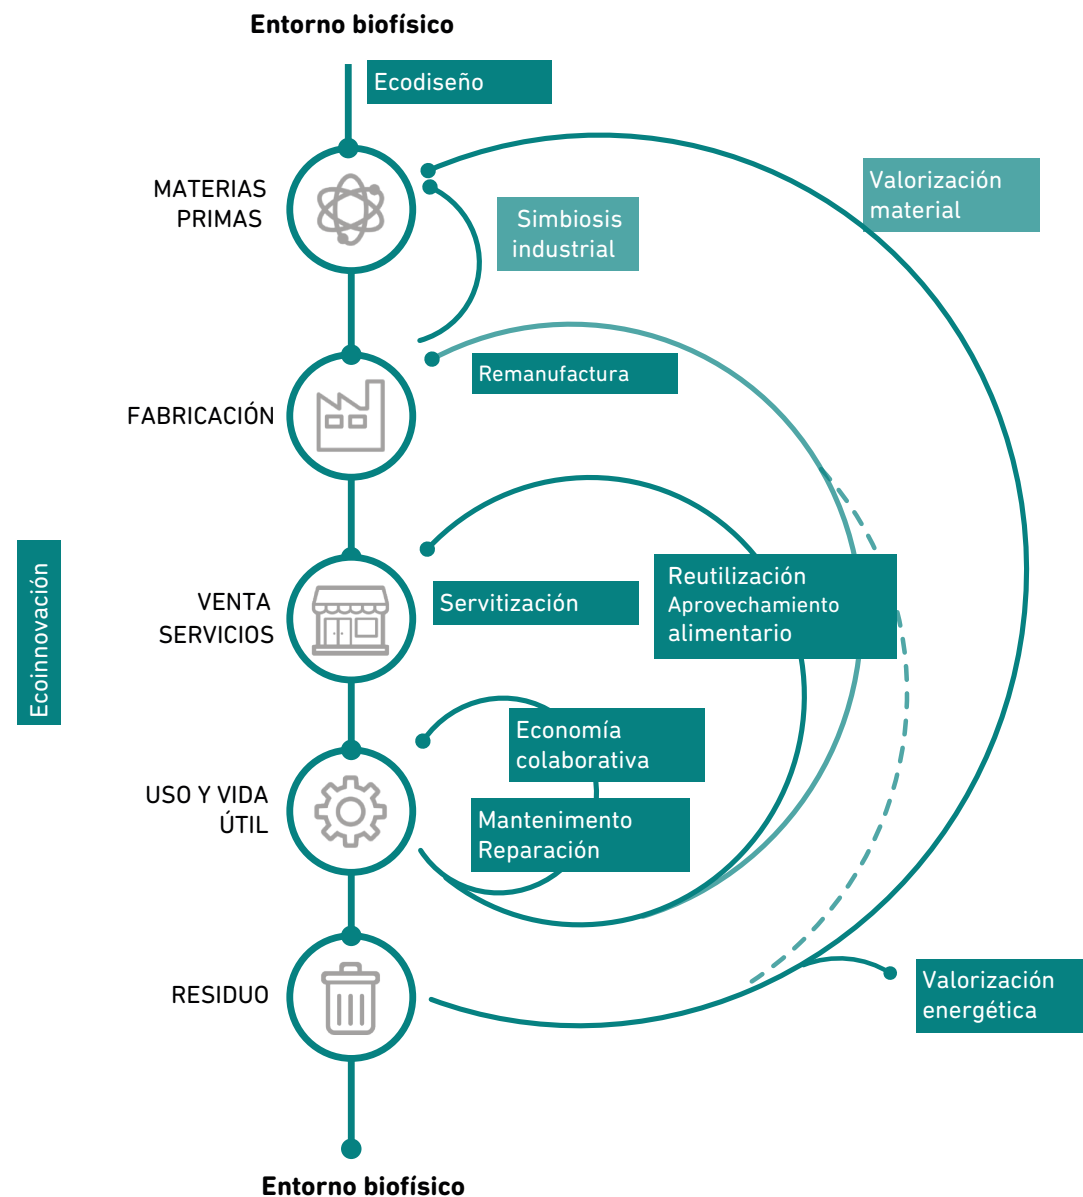 Entorno biofísico
Ecodiseño
MATERIAS
PRIMAS
Simbiosis
industrial
Valorización
material
Remanufactura
FABRICACIÓN
Ecoinnovación
VENTA
SERVICIOS
Servitización
Reutilización
Aprovechamiento
alimentario
Economía
colaborativa
USO Y VIDA
ÚTIL
Mantenimento
Reparación
RESIDUO
Valorización
energética
Entorno biofísico